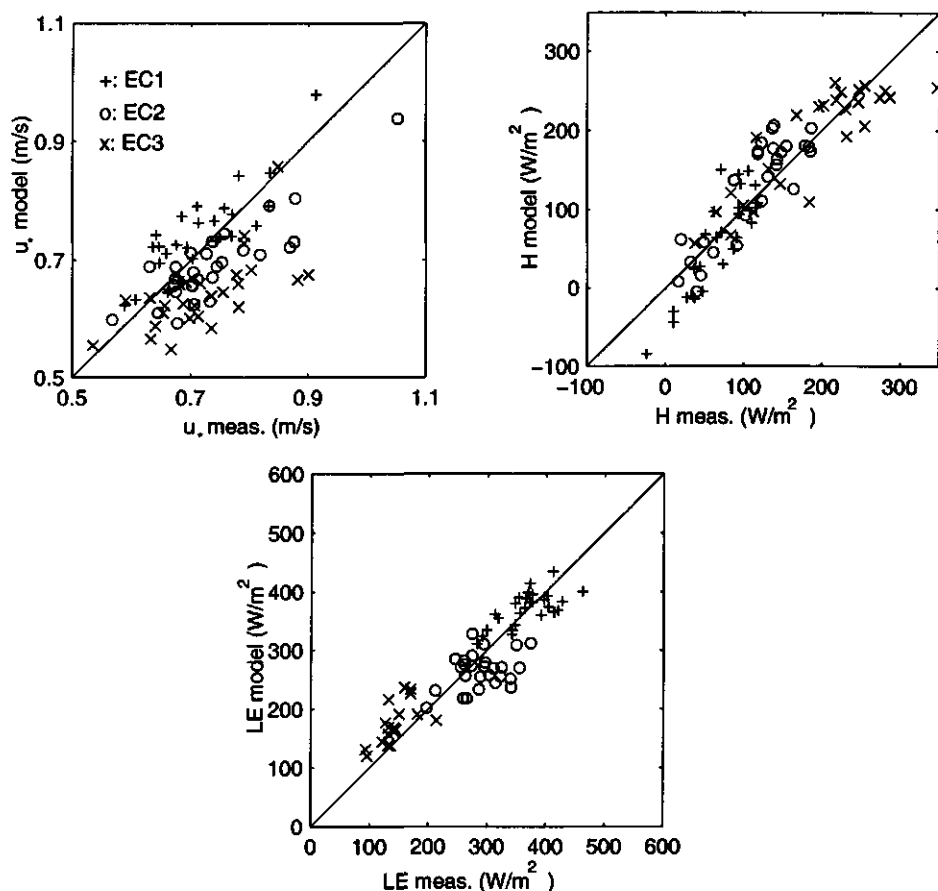 1.1
0.9
0.7
0.5
u* model (m/s)
+: EC1
o: EC2
x: EC3
0.5 0.7 0.9 1.1
u* meas. (m/s)
300
200
100
0
−100
H model (W/m²)
−100 0 100 200 300
H meas. (W/m²)
600
500
400
300
200
100
0
LE model (W/m²)
0 100 200 300 400 500 600
LE meas. (W/m²)